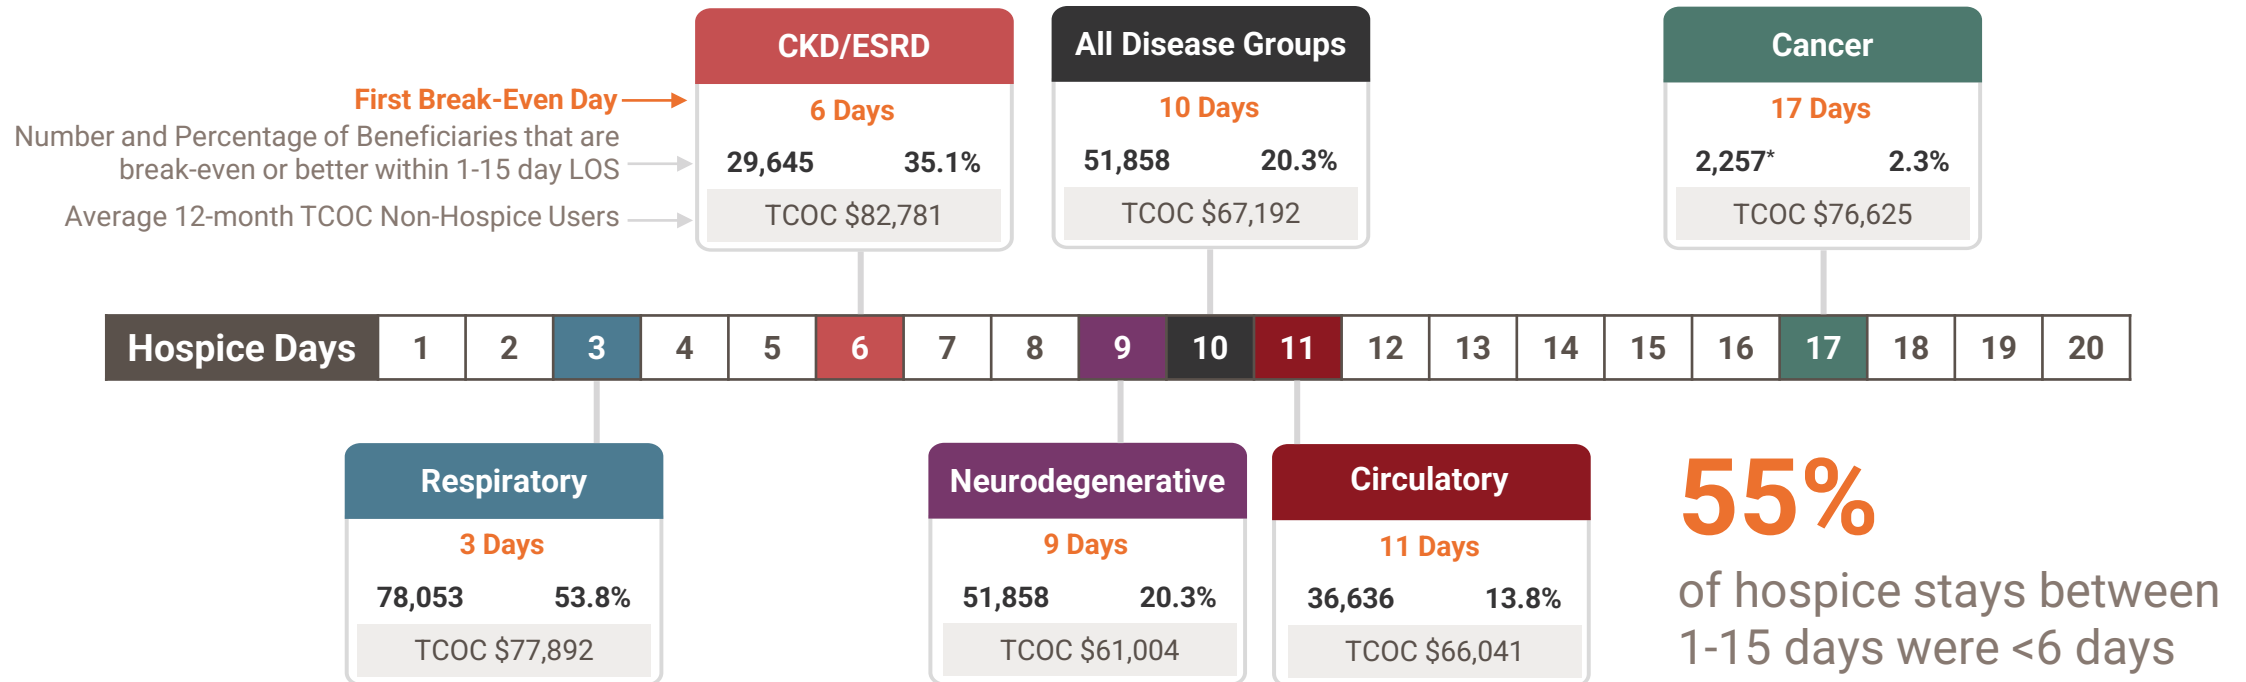 CKD/ESRD
6 Days
29,645 35.1%
TCOC $82,781
All Disease Groups
10 Days
51,858 20.3%
TCOC $67,192
Cancer
17 Days
2,257* 2.3%
TCOC $76,625
First Break-Even Day
Number and Percentage of Beneficiaries that are
break-even or better within 1-15 day LOS
Average 12-month TCOC Non-Hospice Users
Hospice Days 1 2 3 4 5 6 7 8 9 10 11 12 13 14 15 16 17 18 19 20
Respiratory
3 Days
78,053 53.8%
TCOC $77,892
Neurodegenerative
9 Days
51,858 20.3%
TCOC $61,004
Circulatory
11 Days
36,636 13.8%
TCOC $66,041
55%
of hospice stays between
1-15 days were <6 days